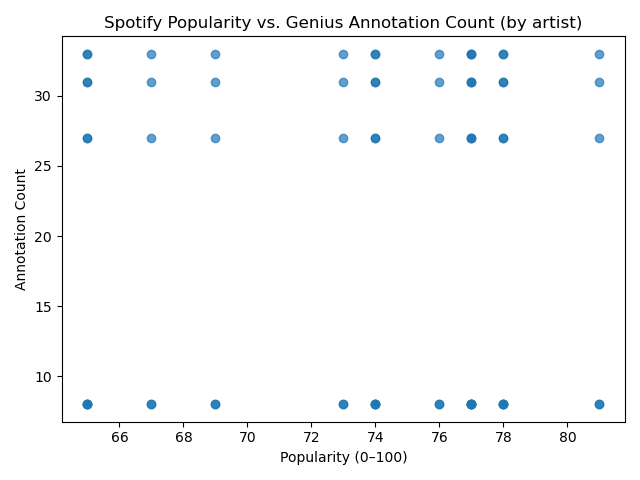 Spotify Popularity vs. Genius Annotation Count (by artist)
Annotation Count
30
25
20
15
10
66 68 70 72 74 76 78 80
Popularity (0–100)